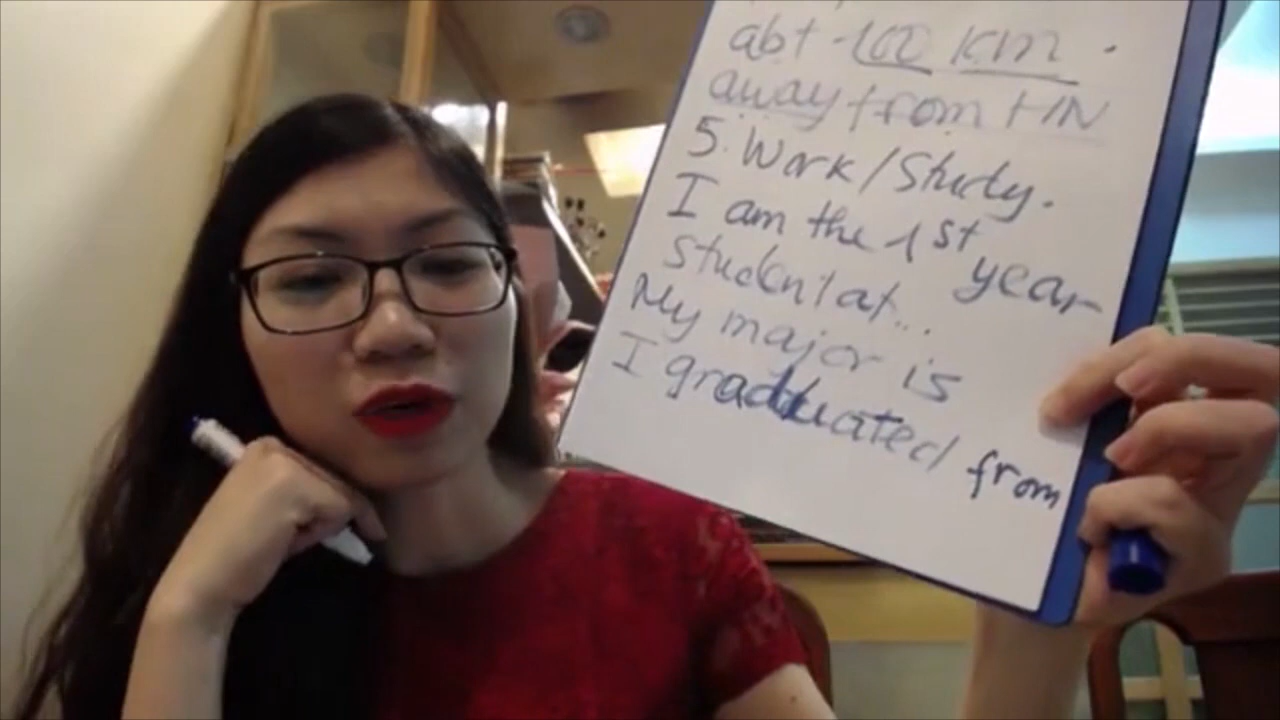 abt 100 km.
away from HN
5. Work/Study.
I am the 1st year
student at...
My major is
I graduated from